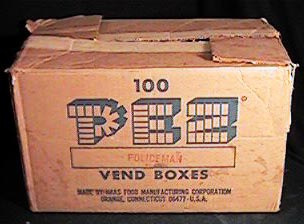 100
PEZ
POLICEMAN
VEND BOXES
MADE BY-HAAS FOOD MANUFACTURING CORPORATION
ORANGE, CONNECTICUT 06477-U.S.A.